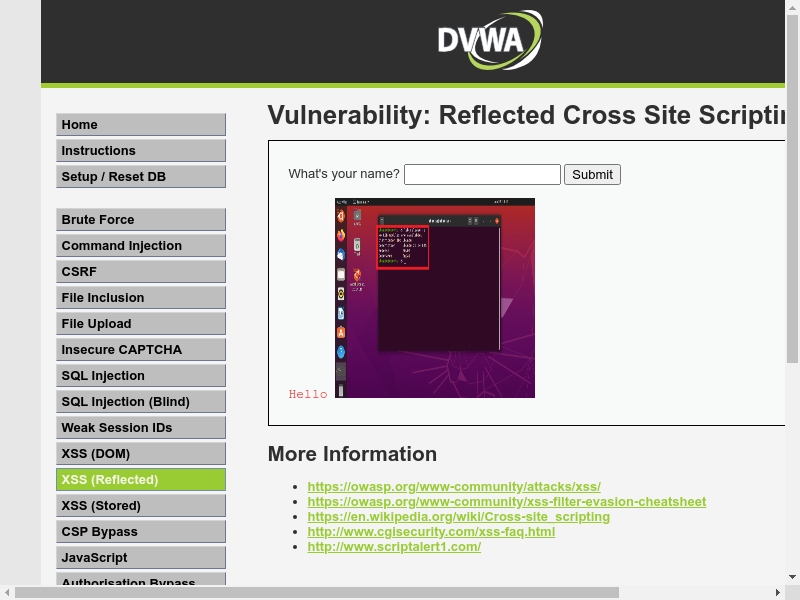 DVWA
Vulnerability: Reflected Cross Site Scriptin
Home
Instructions
Setup / Reset DB
Brute Force
Command Injection
CSRF
File Inclusion
File Upload
Insecure CAPTCHA
SQL Injection
SQL Injection (Blind)
Weak Session IDs
XSS (DOM)
XSS (Reflected)
XSS (Stored)
CSP Bypass
JavaScript
Authorisation Bypass
What's your name? Submit
Hello
More Information
https://owasp.org/www-community/attacks/xss/
https://owasp.org/www-community/xss-filter-evasion-cheatsheet
https://en.wikipedia.org/wiki/Cross-site_scripting
http://www.cgisecurity.com/xss-faq.html
http://www.scriptalert1.com/